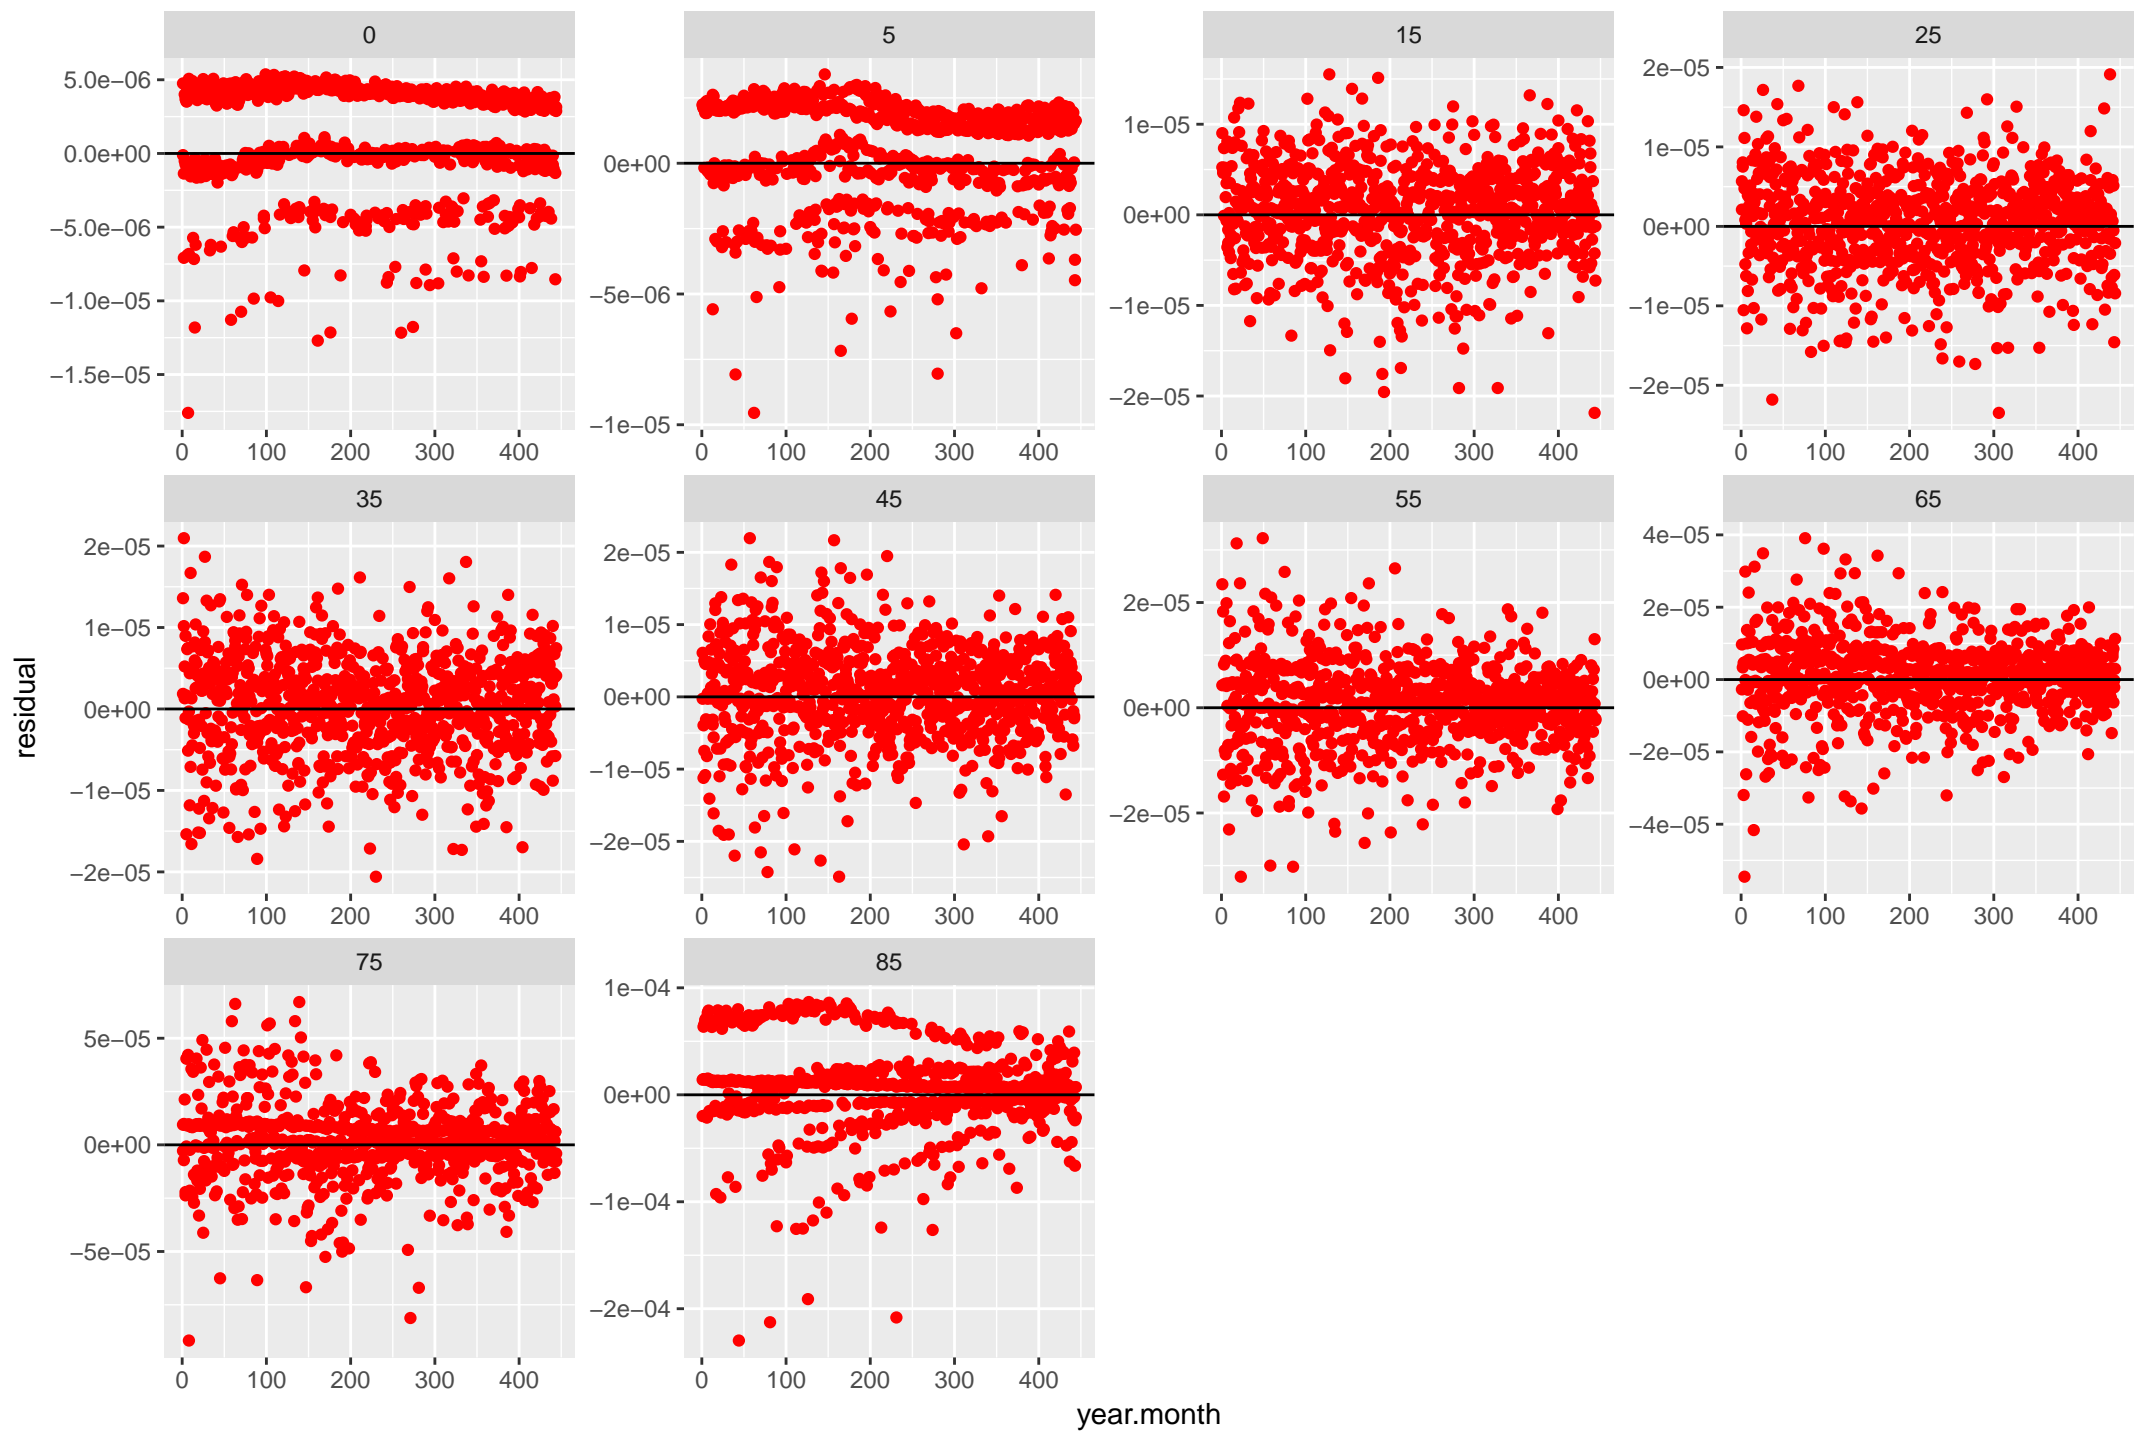 0 5 15 25
5.0e−06 1e−05 2e−05
0.0e+00 0e+00 1e−05
−5.0e−06 0e+00 0e+00
−1.0e−05 −5e−06 −1e−05 −1e−05
−1.5e−05 −1e−05 −2e−05 −2e−05
0 100 200 300 400 0 100 200 300 400 0 100 200 300 400 0 100 200 300 400
35 45 55 65
2e−05 2e−05 2e−05 4e−05
1e−05 1e−05 2e−05
0e+00 0e+00 0e+00 0e+00
−1e−05 −1e−05 −2e−05
−2e−05 −2e−05 −2e−05 −4e−05
0 100 200 300 400 0 100 200 300 400 0 100 200 300 400 0 100 200 300 400
residual
75 85
5e−05 1e−04
0e+00 0e+00
−5e−05 −1e−04
−2e−04
0 100 200 300 400 0 100 200 300 400
year.month